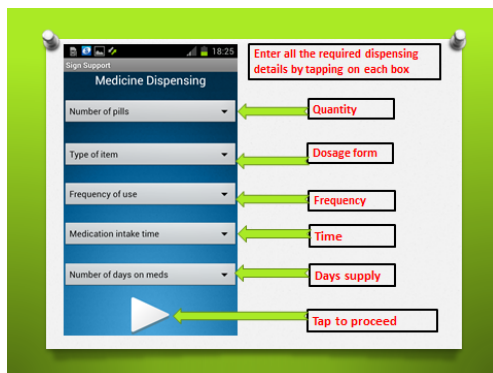 18:25
Sign Support
Medicine Dispensing
Enter all the required dispensing
details by tapping on each box
Number of pills
Quantity
Type of item
Dosage form
Frequency of use
Frequency
Medication intake time
Time
Number of days on meds
Days supply
Tap to proceed